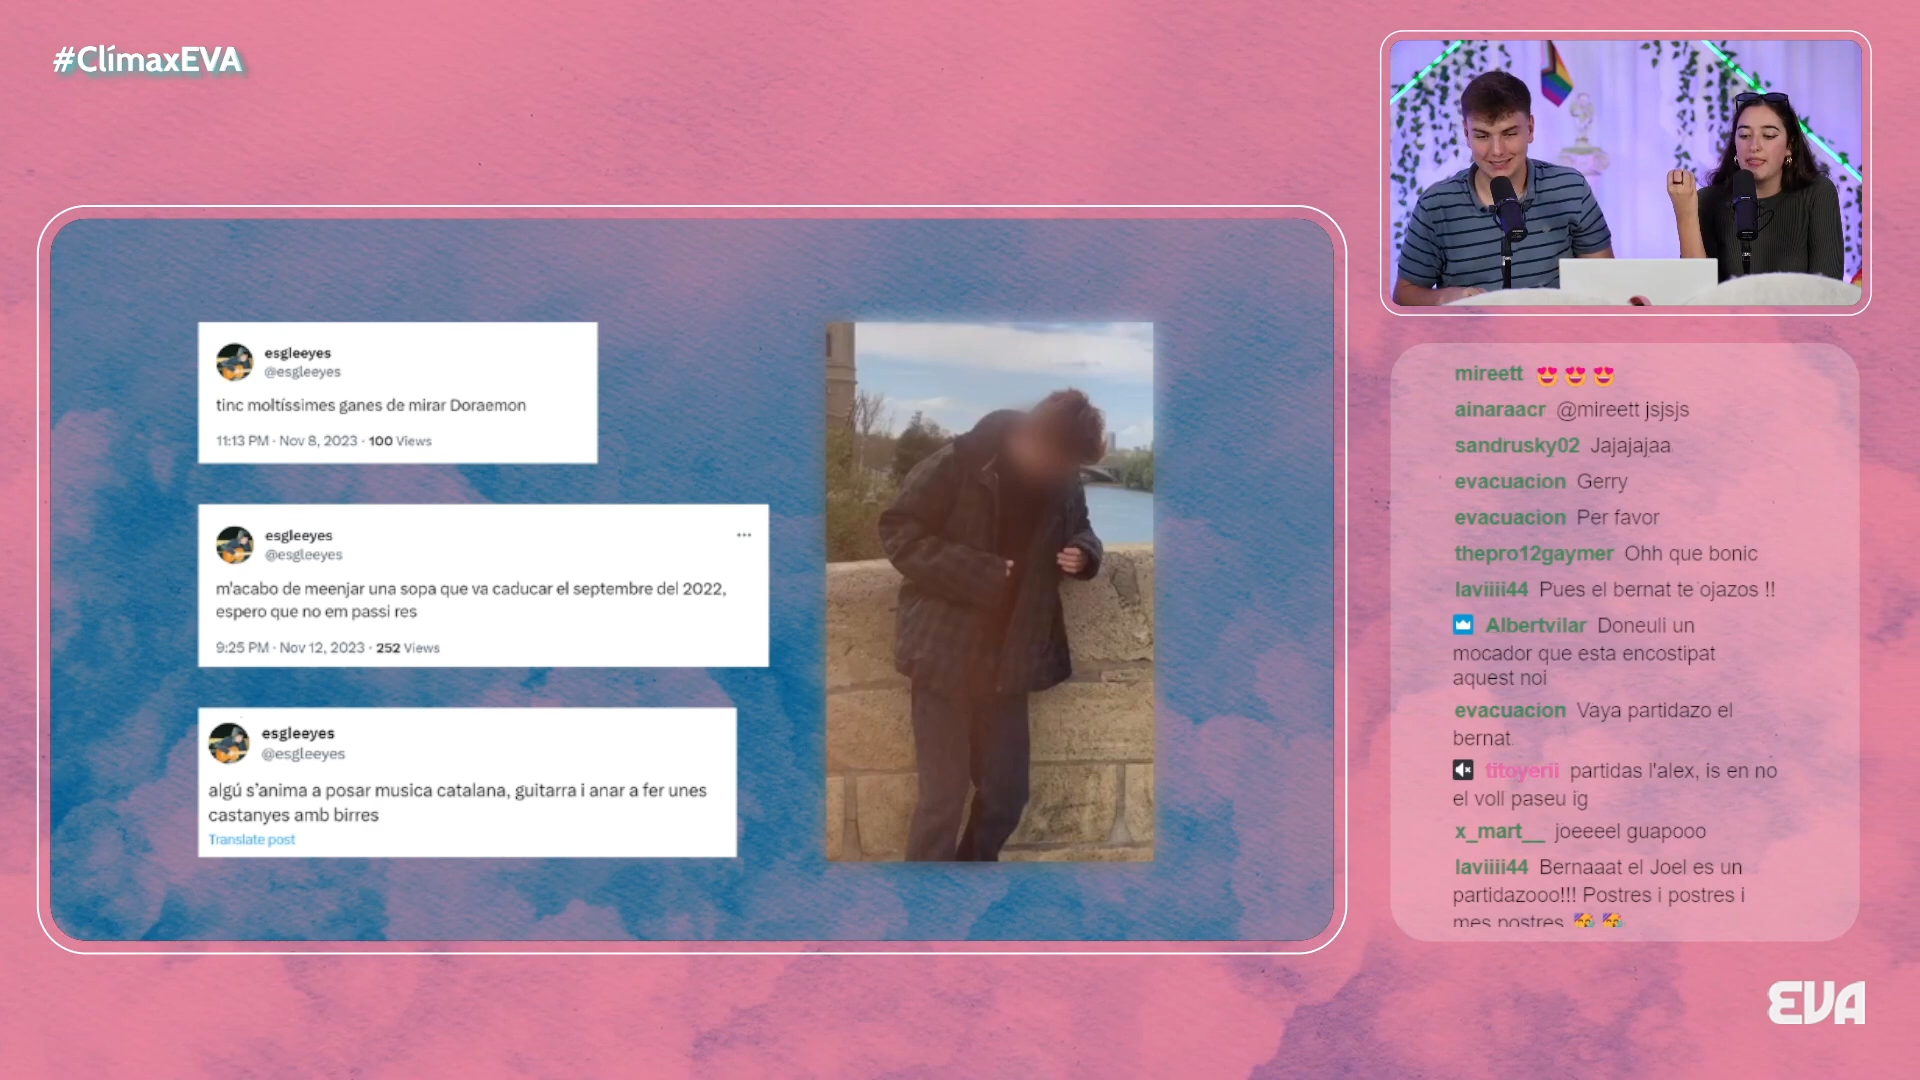 #ClímaxEVA
esgleeyes
@esgleeyes
tinc moltíssimes ganes de mirar Doraemon
11:13 PM · Nov 8, 2023 · 100 Views
esgleeyes
@esgleeyes
m'acabo de meenjar una sopa que va caducar el septembre del 2022,
espero que no em passi res
9:25 PM · Nov 12, 2023 · 252 Views
esgleeyes
@esgleeyes
algú s'anima a posar musica catalana, guitarra i anar a fer unes
castanyes amb birres
Translate post
mireett 😍 😍 😍
ainaraacr @mireett jsjsjs
sandrusky02 Jajajajaa
evacuacion Gerry
evacuacion Per favor
thepro12gaymer Ohh que bonic
laviiii44 Pues el bernat te ojazos !!
Albertvilar Doneuli un
mocador que esta encostipat
aquest noi
evacuacion Vaya partidazo el
bernat
titoyerii partidas l'alex, is en no
el voll paseu ig
x_mart__ joeeeel guapooo
laviiii44 Bernaaat el Joel es un
partidazooo!!! Postres i postres i
mes postres 🥳 🥳
EVA